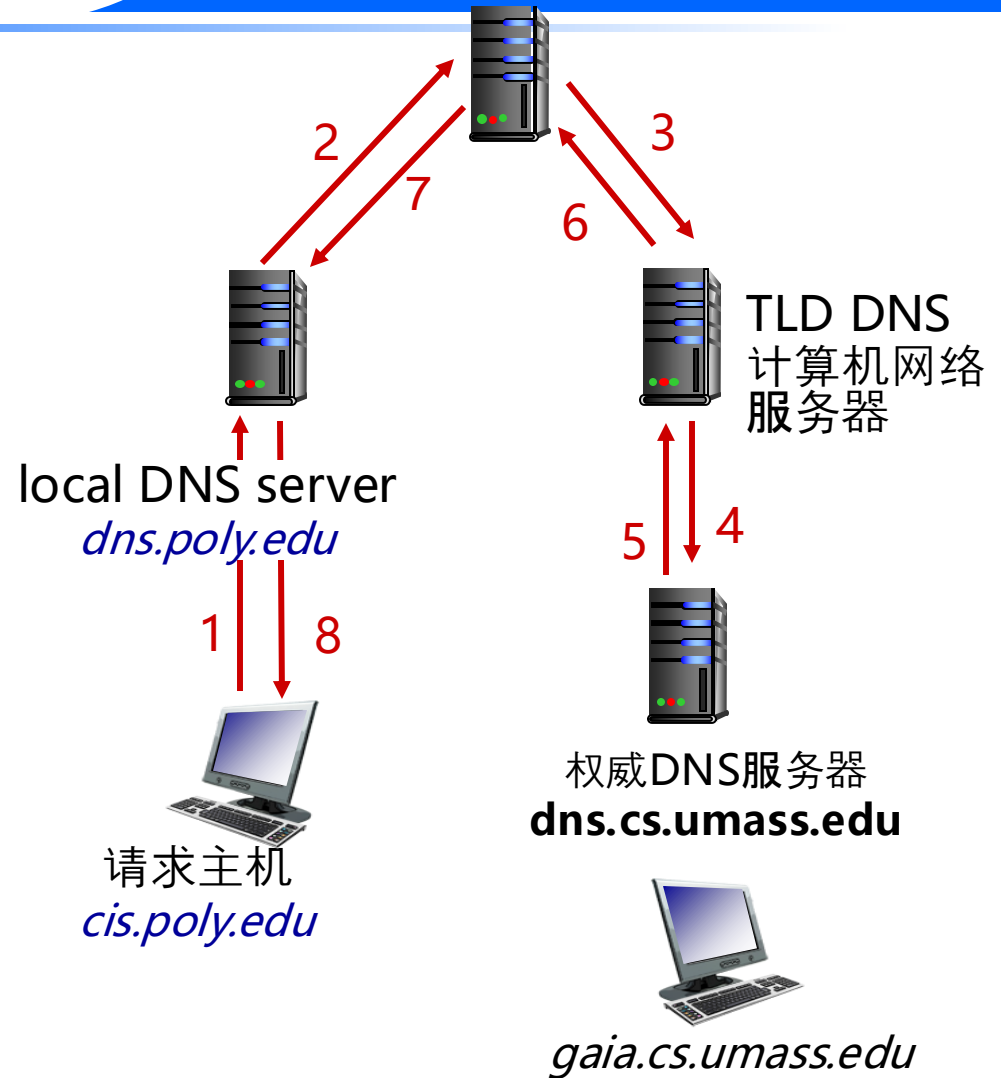 2
7
3
6
TLD DNS
计算机网络
服务器
local DNS server
dns.poly.edu
5
4
1
8
权威DNS服务器
dns.cs.umass.edu
请求主机
cis.poly.edu
gaia.cs.umass.edu